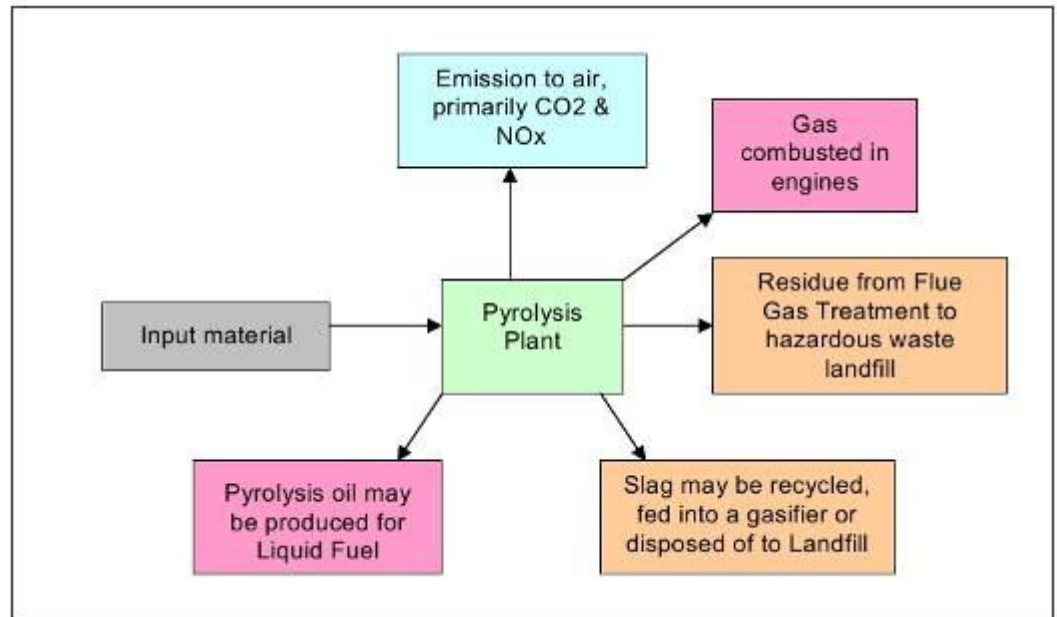 Emission to air,
primarily CO2 &
NOx
Gas
combusted in
engines
Input material
Pyrolysis
Plant
Residue from Flue
Gas Treatment to
hazardous waste
landfill
Pyrolysis oil may
be produced for
Liquid Fuel
Slag may be recycled,
fed into a gasifier or
disposed of to Landfill